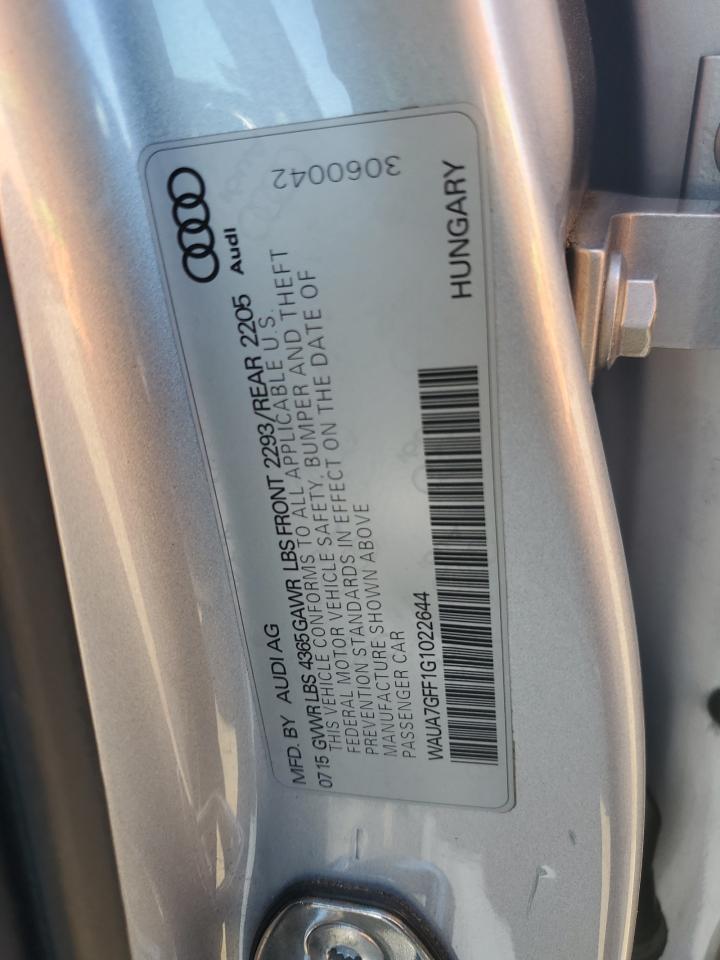 MFD. BY AUDI AG
Audi
0715 GVWR LBS 4365 GAWR LBS FRONT 2293/REAR 2205
THIS VEHICLE CONFORMS TO ALL APPLICABLE U.S.
FEDERAL MOTOR VEHICLE SAFETY, BUMPER AND THEFT
PREVENTION STANDARDS IN EFFECT ON THE DATE OF
MANUFACTURE SHOWN ABOVE
PASSENGER CAR
WAUA7GFF1G1022644
HUNGARY
3060042